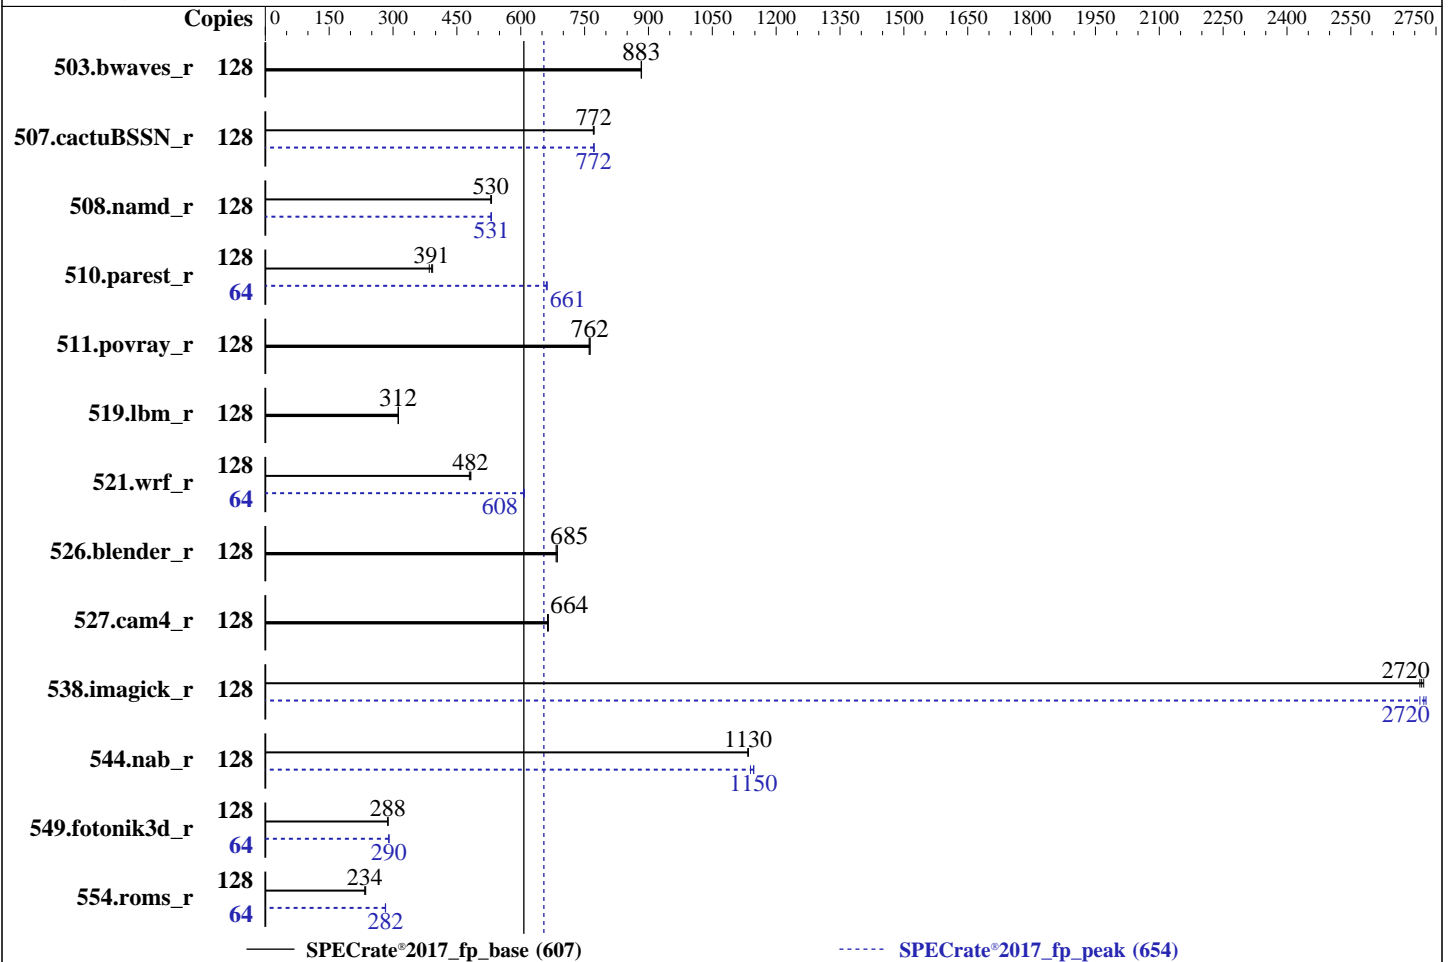 Copies 0 150 300 450 600 750 900 1050 1200 1350 1500 1650 1800 1950 2100 2250 2400 2550 2750
883
503.bwaves_r 128
772
507.cactuBSSN_r 128
772
530
508.namd_r 128
531
391
128
510.parest_r
64
661
762
511.povray_r 128
312
519.lbm_r 128
482
128
521.wrf_r
64
608
685
526.blender_r 128
664
527.cam4_r 128
2720
538.imagick_r 128
2720
1130
544.nab_r 128
1150
288
128
549.fotonik3d_r
64
290
234
128
554.roms_r
64
282
SPECrate®2017_fp_base (607)
SPECrate®2017_fp_peak (654)